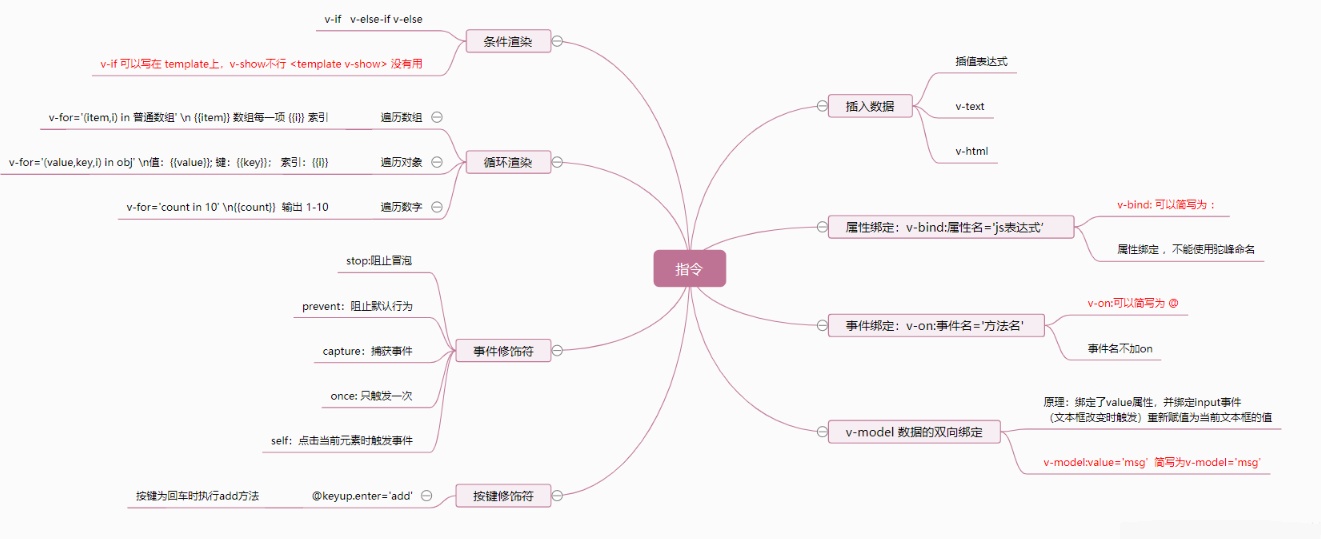 指令
插入数据
插值表达式
v-text
v-html
属性绑定：v-bind:属性名='js表达式'
v-bind: 可以简写为 :
属性绑定 ，不能使用驼峰命名
事件绑定：v-on:事件名='方法名'
v-on:可以简写为 @
事件名不加on
v-model 数据的双向绑定
原理：绑定了value属性，并绑定input事件
（文本框改变时触发）重新赋值为当前文本框的值
v-model:value='msg' 简写为v-model='msg'
条件渲染
v-if v-else-if v-else
v-if 可以写在 template上，v-show不行 <template v-show> 没有用
循环渲染
遍历数组
v-for='(item,i) in 普通数组' \n {{item}} 数组每一项 {{i}} 索引
遍历对象
v-for='(value,key,i) in obj' \n值：{{value}}; 键：{{key}}； 索引：{{i}}
遍历数字
v-for='count in 10' \n{{count}} 输出 1-10
事件修饰符
stop:阻止冒泡
prevent：阻止默认行为
capture：捕获事件
once: 只触发一次
self：点击当前元素时触发事件
按键修饰符
@keyup.enter='add'
按键为回车时执行add方法